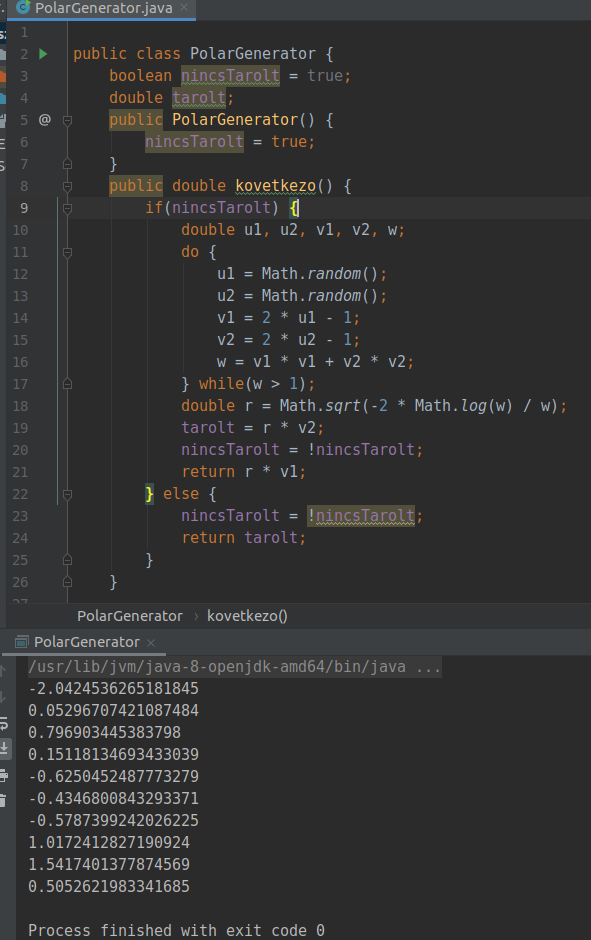 PolarGenerator.java
1
2 public class PolarGenerator {
3 boolean nincsTarolt = true;
4 double tarolt;
5 @ public PolarGenerator() {
6 nincsTarolt = true;
7 }
8 public double kovetkezo() {
9 if(nincsTarolt) {
10 double u1, u2, v1, v2, w;
11 do {
12 u1 = Math.random();
13 u2 = Math.random();
14 v1 = 2 * u1 - 1;
15 v2 = 2 * u2 - 1;
16 w = v1 * v1 + v2 * v2;
17 } while(w > 1);
18 double r = Math.sqrt(-2 * Math.log(w) / w);
19 tarolt = r * v2;
20 nincsTarolt = !nincsTarolt;
21 return r * v1;
22 } else {
23 nincsTarolt = !nincsTarolt;
24 return tarolt;
25 }
26 }
27
PolarGenerator › kovetkezo()
PolarGenerator
/usr/lib/jvm/java-8-openjdk-amd64/bin/java ...
-2.0424536265181845
0.05296707421087484
0.796903445383798
0.15118134693433039
-0.6250452487773279
-0.4346800843293371
-0.5787399242026225
1.0172412827190924
1.5417401377874569
0.5052621983341685
Process finished with exit code 0